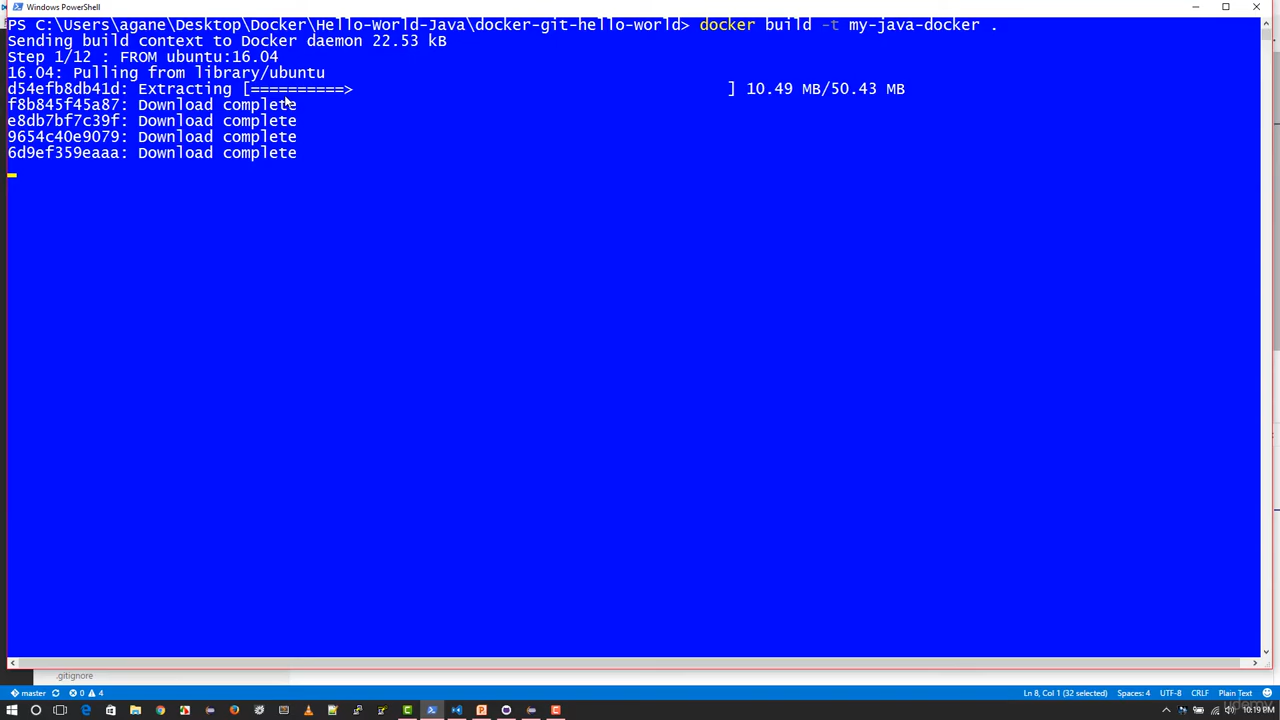 Windows PowerShell
PS C:\Users\agane\Desktop\Docker\Hello-World-Java\docker-git-hello-world> docker build -t my-java-docker .
Sending build context to Docker daemon 22.53 kB
Step 1/12 : FROM ubuntu:16.04
16.04: Pulling from library/ubuntu
d54efb8db41d: Extracting [==========>                                        ] 10.49 MB/50.43 MB
f8b845f45a87: Download complete
e8db7bf7c39f: Download complete
9654c40e9079: Download complete
6d9ef359eaaa: Download complete
.gitignore
master 0 4 Ln 8, Col 1 (32 selected) Spaces: 4 UTF-8 CRLF Plain Text
udemy
10:19 PM